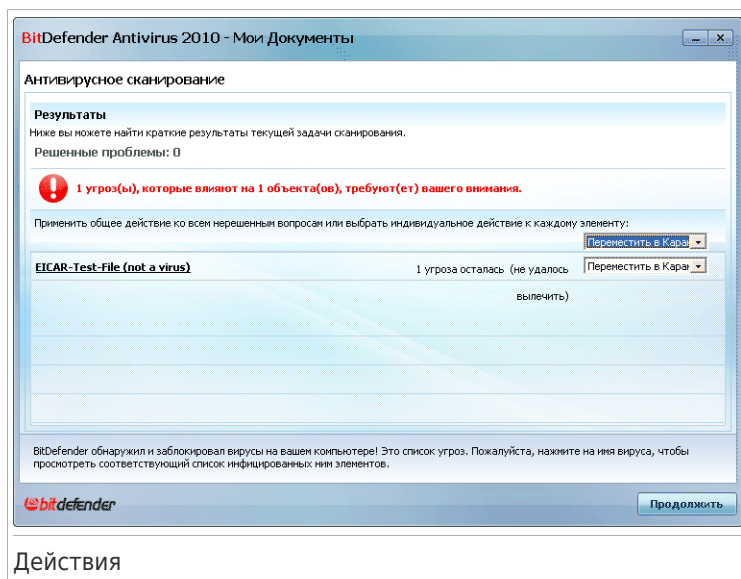 BitDefender Antivirus 2010 - Мои Документы
Антивирусное сканирование
Результаты
Ниже вы можете найти краткие результаты текущей задачи сканирования.
Решенные проблемы: 0
1 угроз(ы), которые влияют на 1 объекта(ов), требуют(ет) вашего внимания.
Применить общее действие ко всем нерешенным вопросам или выбрать индивидуальное действие к каждому элементу:
Переместить в Кара
EICAR-Test-File (not a virus)
1 угроза осталась (не удалось
Переместить в Кара
вылечить)
BitDefender обнаружил и заблокировал вирусы на вашем компьютере! Это список угроз. Пожалуйста, нажмите на имя вируса, чтобы
просмотреть соответствующий список инфицированных ним элементов.
bitdefender
Продолжить
Действия